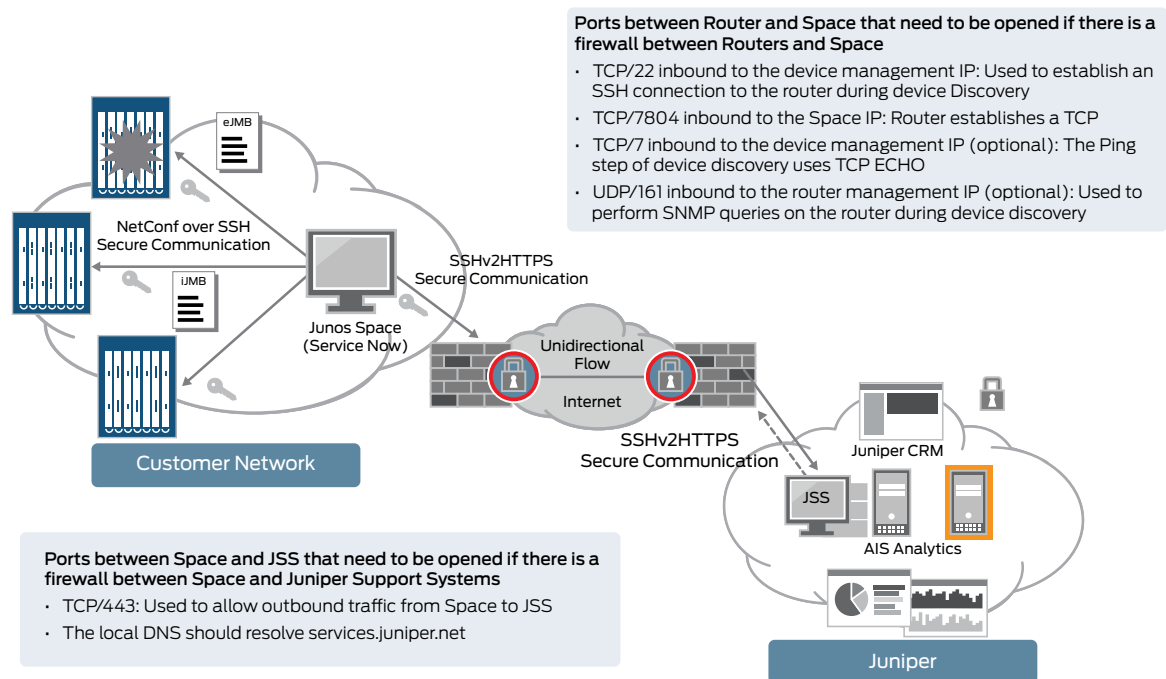 Ports between Router and Space that need to be opened if there is a
firewall between Routers and Space
· TCP/22 inbound to the device management IP: Used to establish an
SSH connection to the router during device Discovery
· TCP/7804 inbound to the Space IP: Router establishes a TCP
· TCP/7 inbound to the device management IP (optional): The Ping
step of device discovery uses TCP ECHO
· UDP/161 inbound to the router management IP (optional): Used to
perform SNMP queries on the router during device discovery
eJMB
NetConf over SSH
Secure Communication
iJMB
Junos Space
(Service Now)
SSHv2HTTPS
Secure Communication
Unidirectional
Flow
Internet
Customer Network
SSHv2HTTPS
Secure Communication
Juniper CRM
JSS
AIS Analytics
Ports between Space and JSS that need to be opened if there is a
firewall between Space and Juniper Support Systems
· TCP/443: Used to allow outbound traffic from Space to JSS
· The local DNS should resolve services.juniper.net
Juniper